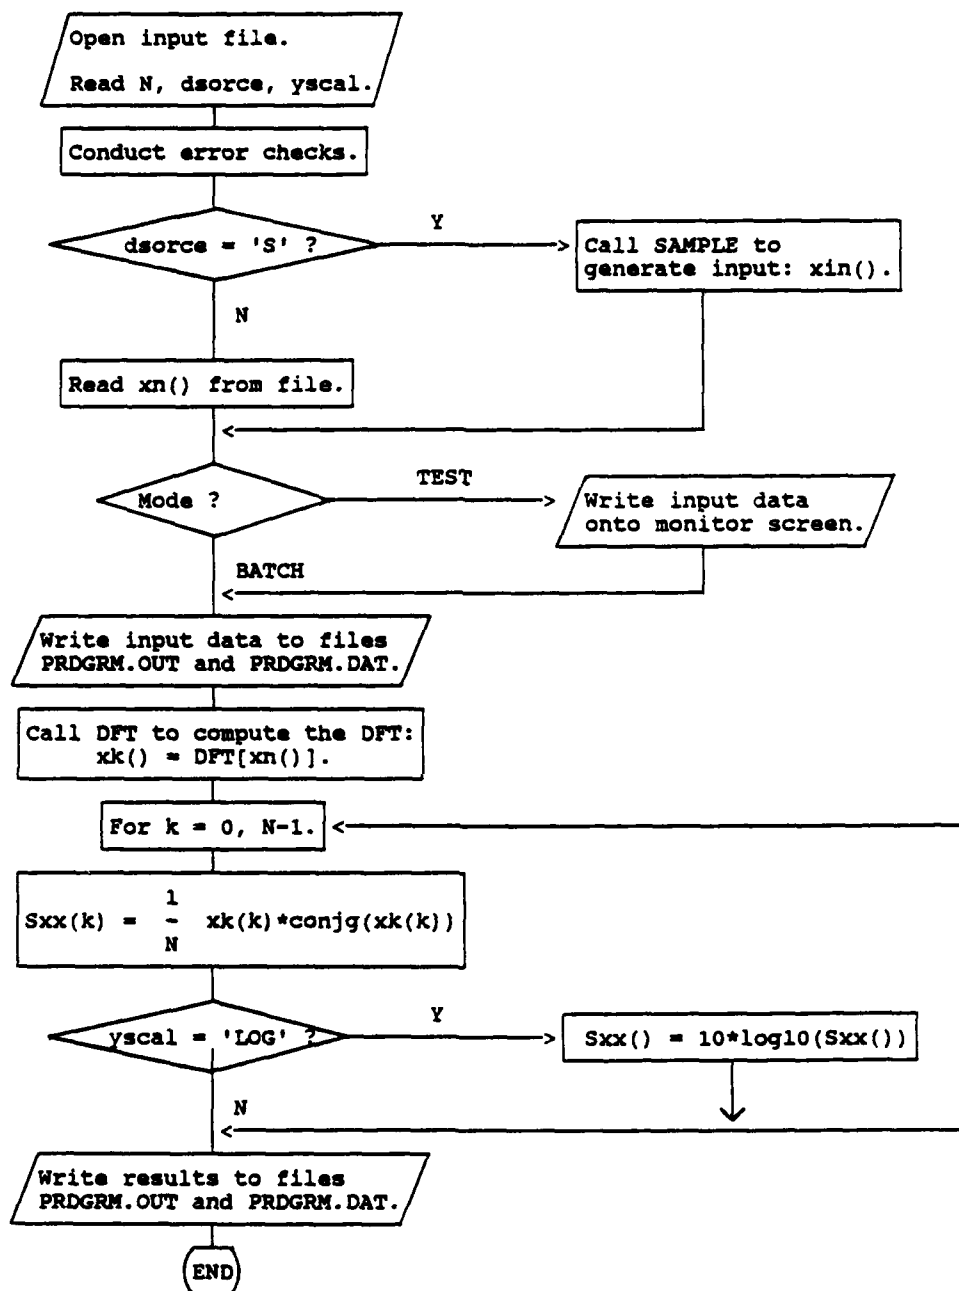 Open input file.
Read N, dsorce, yscal.
Conduct error checks.
dsorce = 'S' ?
Y
Call SAMPLE to
generate input: xin().
N
Read xn() from file.
Mode ?
TEST
Write input data
onto monitor screen.
BATCH
Write input data to files
PRDGRM.OUT and PRDGRM.DAT.
Call DFT to compute the DFT:
xk() = DFT[xn()].
For k = 0, N-1.
1
Sxx(k) = - xk(k)*conjg(xk(k))
N
yscal = 'LOG' ?
Y
Sxx() = 10*log10(Sxx())
N
Write results to files
PRDGRM.OUT and PRDGRM.DAT.
END